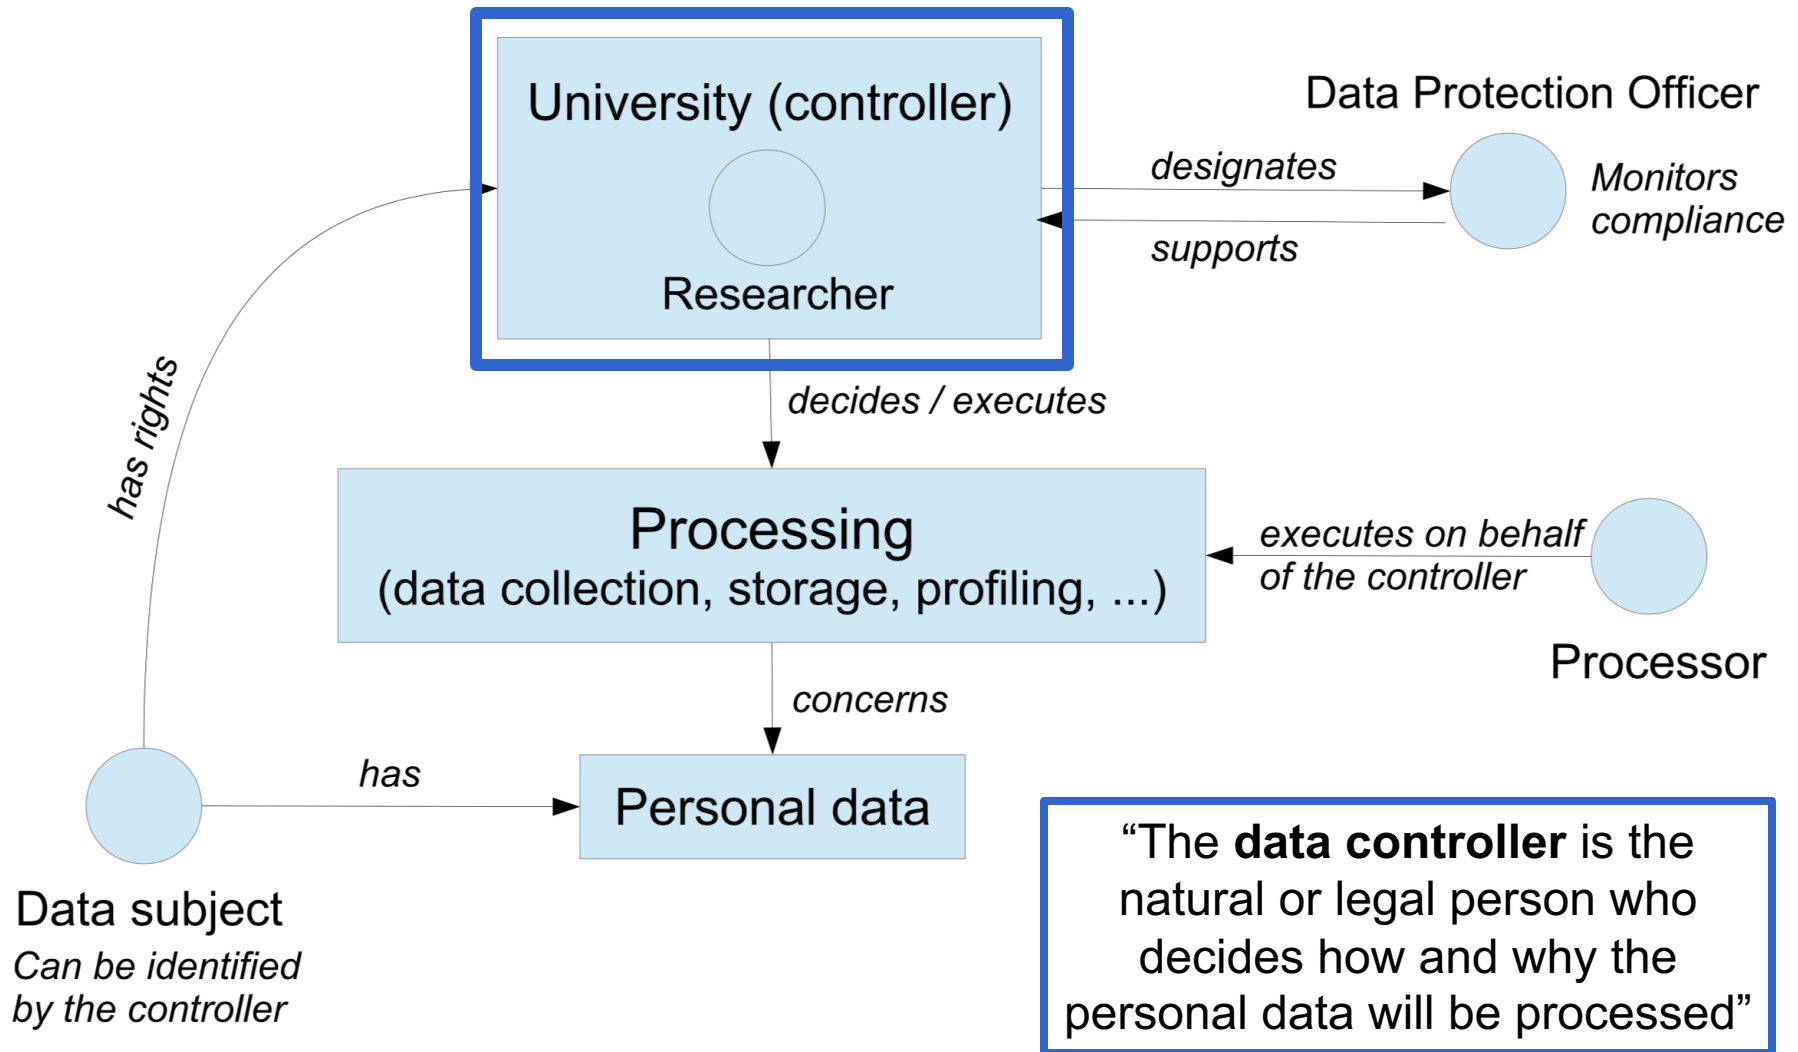 University (controller)
Researcher
Data Protection Officer
designates
Monitors
compliance
supports
has rights
decides / executes
Processing
(data collection, storage, profiling, ...)
executes on behalf
of the controller
Processor
concerns
has
Personal data
Data subject
Can be identified
by the controller
“The data controller is the
natural or legal person who
decides how and why the
personal data will be processed”